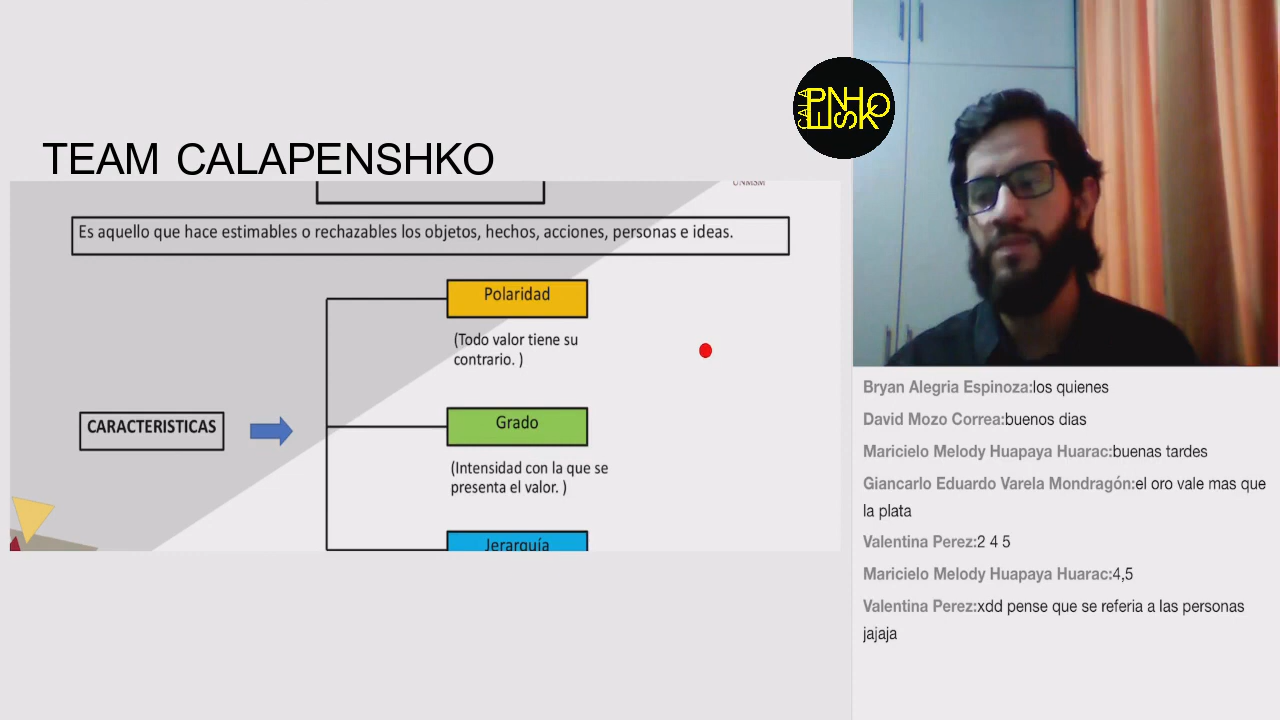 TEAM CALAPENSHKO
CALA
PENSHKO
UNMSM
Es aquello que hace estimables o rechazables los objetos, hechos, acciones, personas e ideas.
Polaridad
(Todo valor tiene su
contrario. )
CARACTERISTICAS
Grado
(Intensidad con la que se
presenta el valor. )
Jerarquía
Bryan Alegria Espinoza:los quienes
David Mozo Correa:buenos dias
Maricielo Melody Huapaya Huarac:buenas tardes
Giancarlo Eduardo Varela Mondragón:el oro vale mas que
la plata
Valentina Perez:2 4 5
Maricielo Melody Huapaya Huarac:4,5
Valentina Perez:xdd pense que se referia a las personas
jajaja